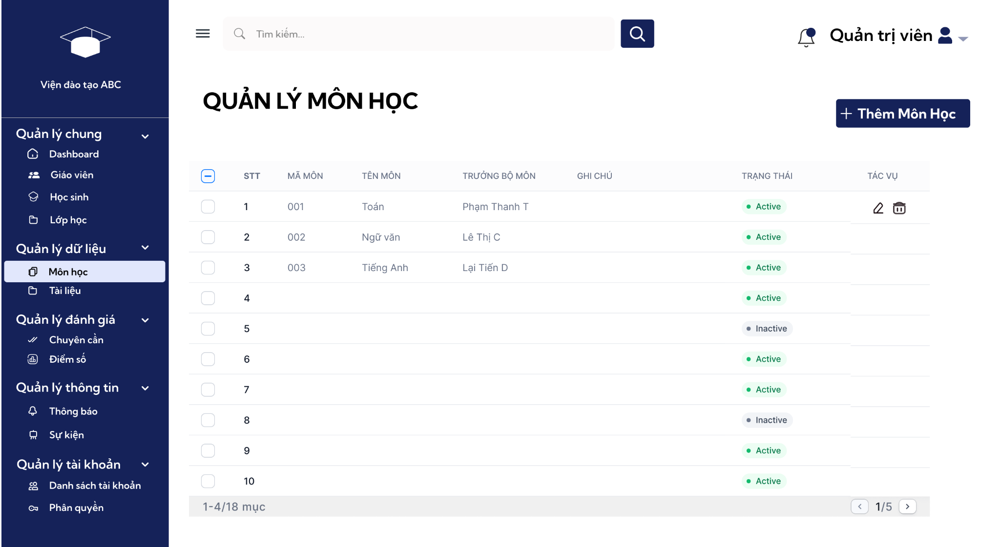 Viện đào tạo ABC
Quản lý chung
Dashboard
Giáo viên
Học sinh
Lớp học
Quản lý dữ liệu
Môn học
Tài liệu
Quản lý đánh giá
Chuyên cần
Điểm số
Quản lý thông tin
Thông báo
Sự kiện
Quản lý tài khoản
Danh sách tài khoản
Phân quyền
Tìm kiếm...
Quản trị viên
QUẢN LÝ MÔN HỌC
+ Thêm Môn Học
STT MÃ MÔN TÊN MÔN TRƯỞNG BỘ MÔN GHI CHÚ TRẠNG THÁI TÁC VỤ
1 001 Toán Phạm Thanh T Active
2 002 Ngữ văn Lê Thị C Active
3 003 Tiếng Anh Lại Tiến D Active
4 Active
5 Inactive
6 Active
7 Active
8 Inactive
9 Active
10 Active
1-4/18 mục 1/5